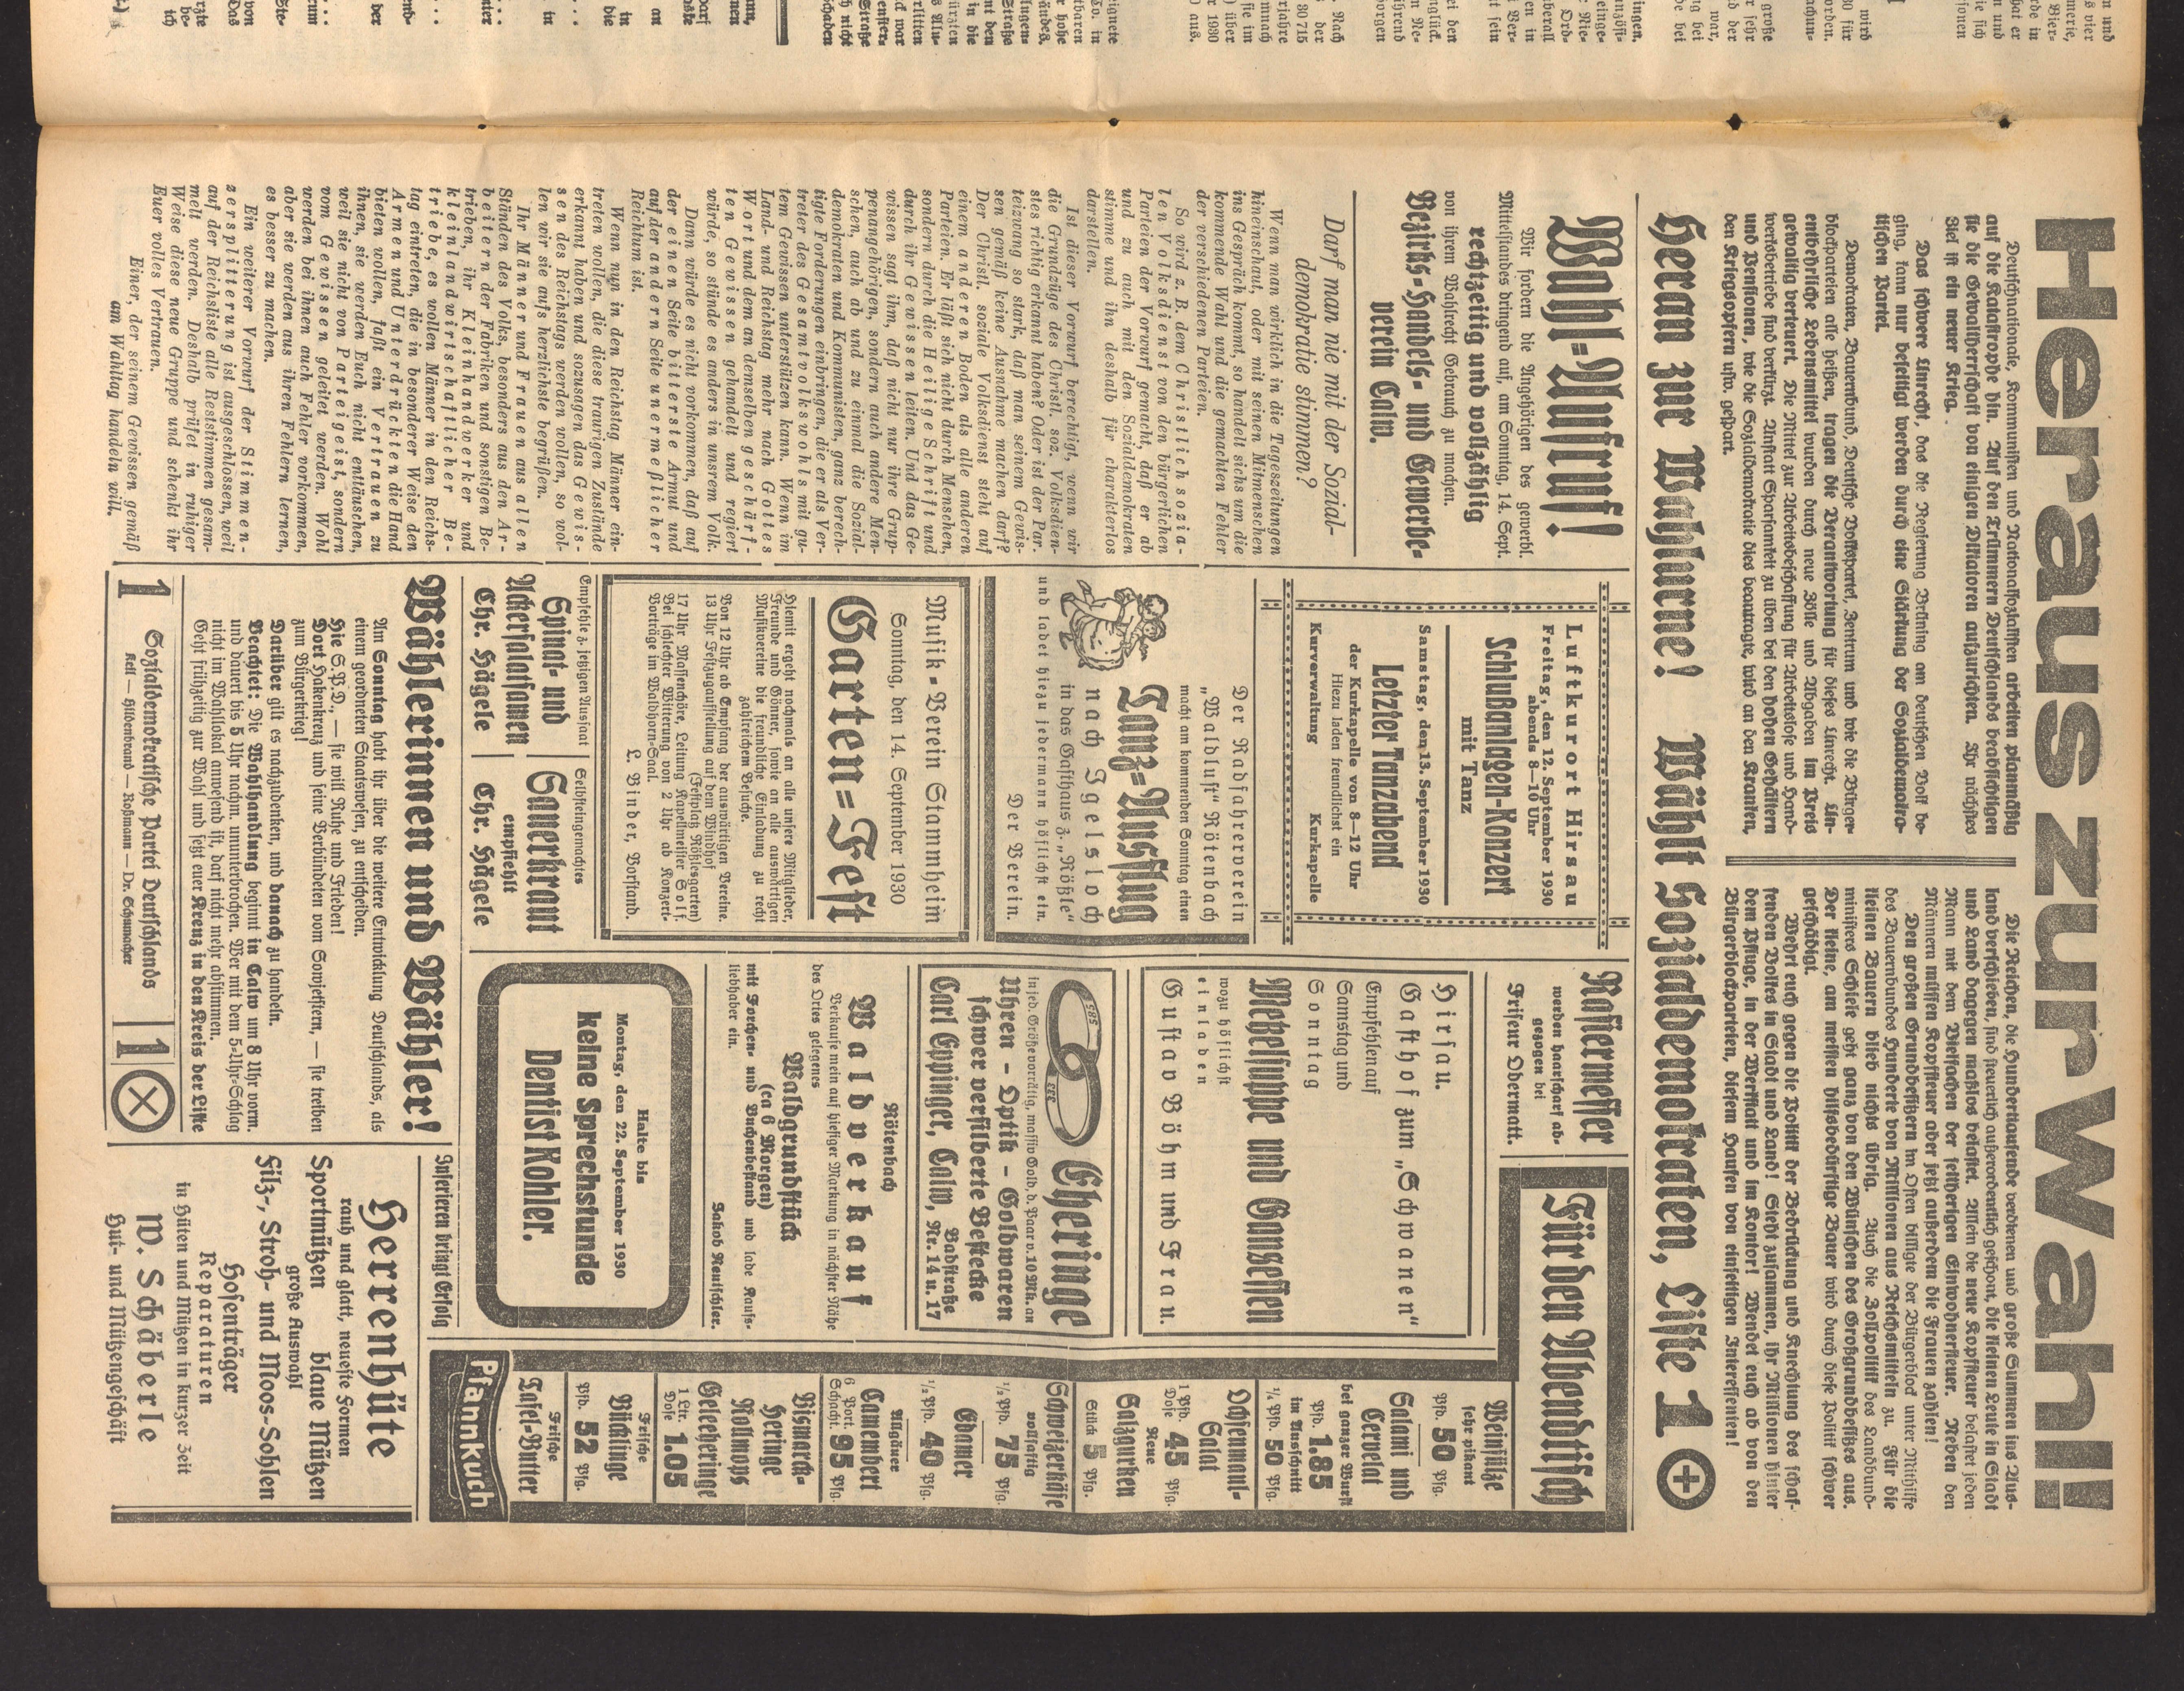 Heraus zur Wahl!
Deutschnationale, Kommunisten und Nationalsozialisten arbeiten planmäßig
auf die Katastrophe hin. Auf den Trümmern Deutschlands beabsichtigen
sie die Gewaltherrschaft von einigen Diktatoren aufzurichten. Ihr nächstes
Ziel ist ein neuer Krieg.
Das schwere Unrecht, das die Regierung Brüning am deutschen Volk be-
ging, kann nur beseitigt werden durch eine Stärkung der Sozialdemokra-
tischen Partei.
Demokraten, Bauernbund, Deutsche Volkspartei, Zentrum und wie die Bürger-
blockparteien alle heißen, tragen die Verantwortung für dieses Unrecht. Un-
entbehrliche Lebensmittel wurden durch neue Zölle und Abgaben im Preis
gewaltig verteuert. Die Mittel zur Arbeitsbeschaffung für Arbeitslose und Hand-
werksbetriebe sind verkürzt. Anstatt Sparsamkeit zu üben bei den hohen Gehältern
und Pensionen, wie die Sozialdemokratie dies beantragte, wird an den Kranken,
den Kriegsopfern usw. gespart.
Die Reichen, die Hunderttausende verdienen und große Summen ins Aus-
land verschieben, sind steuerlich außerordentlich geschont, die kleinen Leute in Stadt
und Land dagegen maßlos belastet. Allein die neue Kopfsteuer belastet jeden
Mann mit dem Vielfachen der seitherigen Einwohnersteuer. Neben den
Männern müssen Kopfsteuer aber jetzt außerdem die Frauen zahlen!
Den großen Grundbesitzern im Osten billigte der Bürgerblock unter Mithilfe
des Bauernbundes Hunderte von Millionen aus Reichsmitteln zu. Für die
kleinen Bauern blieb nichts übrig. Auch die Zollpolitik des Landbund-
ministers Schiele geht ganz von den Wünschen des Großgrundbesitzes aus.
Der kleine, am meisten hilfsbedürftige Bauer wird durch diese Politik schwer
geschädigt.
Wehrt euch gegen die Politik der Bedrückung und Knechtung des schaf-
fenden Volkes in Stadt und Land! Steht zusammen, ihr Millionen hinter
dem Pfluge, in der Werkstatt und im Kontor! Wendet euch ab von den
Bürgerblockparteien, diesem Haufen von einseitigen Interessenten!
Heran zur Wahlurne! Wählt Sozialdemokraten, Liste 1
Wahl-Aufruf!
Wir fordern die Angehörigen des gewerbl.
Mittelstandes dringend auf, am Sonntag, 14. Sept.
von ihrem Wahlrecht Gebrauch zu machen.
rechtzeitig und vollzählig
Bezirks-Handels- und Gewerbe-
verein Calw.
Darf man nie mit der Sozial-
demokratie stimmen?
Wenn man wirklich in die Tageszeitungen
hineinschaut, oder mit seinen Mitmenschen
ins Gespräch kommt, so handelt sichs um die
kommende Wahl und die gemachten Fehler
der verschiedenen Parteien.
So wird z. B. dem Christlich sozia-
len Volksdienst von den bürgerlichen
Parteien der Vorwurf gemacht, daß er ab
und zu auch mit den Sozialdemokraten
stimme und ihn deshalb für charakterlos
darstellen.
Ist dieser Vorwurf berechtigt, wenn wir
die Grundzüge des Christl. soz. Volksdien-
stes richtig erkannt haben? Oder ist der Par-
teizwang so stark, daß man seinem Gewis-
sen gemäß keine Ausnahme machen darf?
Der Christl. soziale Volksdienst steht auf
einem anderen Boden als alle anderen
Parteien. Er läßt sich nicht durch Menschen,
sondern durch die Heilige Schrift und
durch ihr Gewissen leiten. Und das Ge-
wissen sagt ihm, daß nicht nur ihre Grup-
penangehörigen, sondern auch andere Men-
schen, auch ab und zu einmal die Sozial-
demokraten und Kommunisten, ganz berech-
tigte Forderungen einbringen, die er als Ver-
treter des Gesamtvolkswohls mit gu-
tem Gewissen unterstützen kann. Wenn im
Land- und Reichstag mehr nach Gottes
Wort und dem an demselben geschärf-
ten Gewissen gehandelt und regiert
würde, so stünde es anders in unsrem Volk.
Dann würde es nicht vorkommen, daß auf
der einen Seite bitterste Armut und
auf der andern Seite unermeßlicher
Reichtum ist.
Wenn nun in den Reichstag Männer ein-
treten wollen, die diese traurigen Zustände
erkannt haben und sozusagen das Gewis-
sen des Reichstags werden wollen, so wol-
len wir sie aufs herzlichste begrüßen.
Ihr Männer und Frauen aus allen
Ständen des Volks, besonders aus den Ar-
beitern der Fabriken und sonstigen Be-
trieben, ihr Kleinhandwerker und
kleinlandwirtschaftlicher Be-
triebe, es wollen Männer in den Reichs-
tag eintreten, die in besonderer Weise den
Armen und Unterdrückten die Hand
bieten wollen, faßt ein Vertrauen zu
ihnen, sie werden Euch nicht enttäuschen,
weil sie nicht von Parteigeist, sondern
vom Gewissen geleitet werden. Wohl
werden bei ihnen auch Fehler vorkommen,
aber sie werden aus ihren Fehlern lernen,
es besser zu machen.
Ein weiterer Vorwurf der Stimmen-
zersplitterung ist ausgeschlossen, weil
auf der Reichsliste alle Reststimmen gesam-
melt werden. Deshalb prüfet in ruhiger
Weise diese neue Gruppe und schenkt ihr
Euer volles Vertrauen.
Einer, der seinem Gewissen gemäß
am Wahltag handeln will.
Luftkurort Hirsau
Freitag, den 12. September 1930
abends 8—10 Uhr
Schlußanlagen-Konzert
mit Tanz
Samstag, den 13. September 1930
Letzter Tanzabend
der Kurkapelle von 8—12 Uhr
Hiezu laden freundlichst ein
Kurverwaltung Kurkapelle
Der Radfahrerverein
„Waldlust“ Rötenbach
macht am kommenden Sonntag einen
Tanz-Ausflug
nach Igelsloch
in das Gasthaus z. „Rößle“
und ladet hiezu jedermann höflichst ein.
Der Verein.
Musik-Verein Stammheim
Sonntag, den 14. September 1930
Garten-Fest
Hiemit ergeht nochmals an alle unsere Mitglieder,
Freunde und Gönner, sowie an alle auswärtigen
Musikvereine die freundliche Einladung zu recht
zahlreichem Besuche.
Von 12 Uhr ab Empfang der auswärtigen Vereine.
13 Uhr Festzugaufstellung auf dem Windhof
(Festplatz Rößlesgarten)
17 Uhr Massenchöre, Leitung Kapellmeister Solf.
Bei schlechter Witterung von 2 Uhr ab Konzert-
Vorträge im Waldhorn-Saal.
L. Binder, Vorstand.
Empfehle z. jetzigen Aussaat
Spinat- und
Ackersalatsamen
Chr. Hägele
Selbsteingemachtes
Sauerkraut
empfiehlt
Chr. Hägele
Wählerinnen und Wähler!
Am Sonntag habt ihr über die weitere Entwicklung Deutschlands, als
einem geordneten Staatswesen, zu entscheiden.
Hie S.P.D., — sie will Ruhe und Frieden!
Dort Hakenkreuz und seine Verbündeten vom Sowjetstern, — sie treiben
zum Bürgerkrieg!
Darüber gilt es nachzudenken, und danach zu handeln.
Beachtet: Die Wahlhandlung beginnt in Calw um 8 Uhr vorm.
und dauert bis 5 Uhr nachm. ununterbrochen. Wer mit dem 5-Uhr-Schlag
nicht im Wahllokal anwesend ist, darf nicht mehr abstimmen.
Geht frühzeitig zur Wahl und setzt euer Kreuz in den Kreis der Liste
1 Sozialdemokratische Partei Deutschlands 1
Keil — Hildenbrand — Roßmann — Dr. Schumacher
Rasiermesser
werden haarscharf ab-
gezogen bei
Friseur Obermatt.
Hirsau.
Gasthof zum „Schwanen“
Empfehlen auf
Samstag und
Sonntag
Metzelsuppe und Gansessen
wozu höflichst
einladen
Gustav Böhm und Frau.
585
333
Eheringe
in jed. Größe vorrätig, massiv Gold, d. Paar v. 10 Mk. an
Uhren - Optik - Goldwaren
schwer versilberte Bestecke
Carl Eppinger, Calw, Badstraße
Nr. 14 u. 17
Rötenbach
Waldverkauf
Verkaufe mein auf hiesiger Markung in nächster Nähe
des Ortes gelegenes
Waldgrundstück
(ca 6 Morgen)
mit Forchen- und Buchenbestand und lade Kaufs-
liebhaber ein.
Jakob Rentschler.
Halte bis
Montag, den 22. September 1930
keine Sprechstunde
Dentist Kohler.
Inserieren bringt Erfolg
Herrenhüte
rauh und glatt, neueste Formen
Sportmützen blaue Mützen
große Auswahl
Filz-, Stroh- und Moos-Sohlen
Hosenträger
Reparaturen
in Hüten und Mützen in kurzer Zeit
W. Schäberle
Hut- und Mützengeschäft
Für den Abendtisch
Weinsülze
sehr pikant
Pfd. 50 Pfg.
Salami und
Cervelat
bei ganzer Wurst
Pfd. 1.85
im Aufschnitt
1/4 Pfd. 50 Pfg.
Ochsenmaul-
Salat
1 Pfd.
Dose 45 Pfg.
Neue
Salzgurken
Stück 5 Pfg.
Schweizerkäse
vollsaftig
1/2 Pfd. 75 Pfg.
Edamer
1/2 Pfd. 40 Pfg.
Allgäuer
Camembert
6 Port.
Schacht. 95 Pfg.
Bismarck-
Heringe
Rollmops
Geleeheringe
1 Ltr.
Dose 1.05
Frische
Bücklinge
Pfd. 52 Pfg.
Frische
Tafel-Butter
Pfannkuch